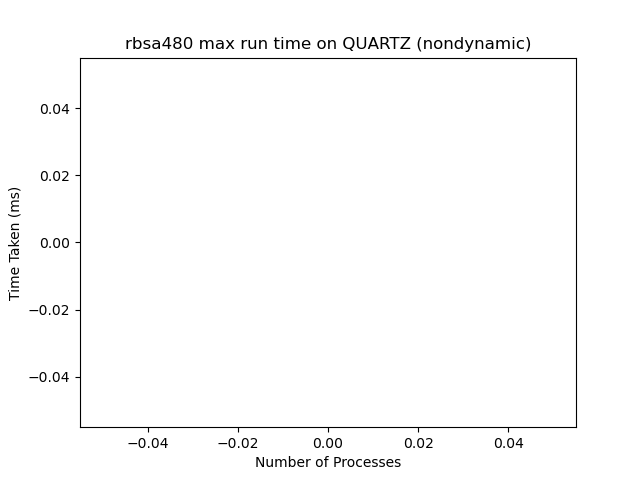 rbsa480 max run time on QUARTZ (nondynamic)
0.04
0.02
0.00
−0.02
−0.04
Time Taken (ms)
−0.04 −0.02 0.00 0.02 0.04
Number of Processes